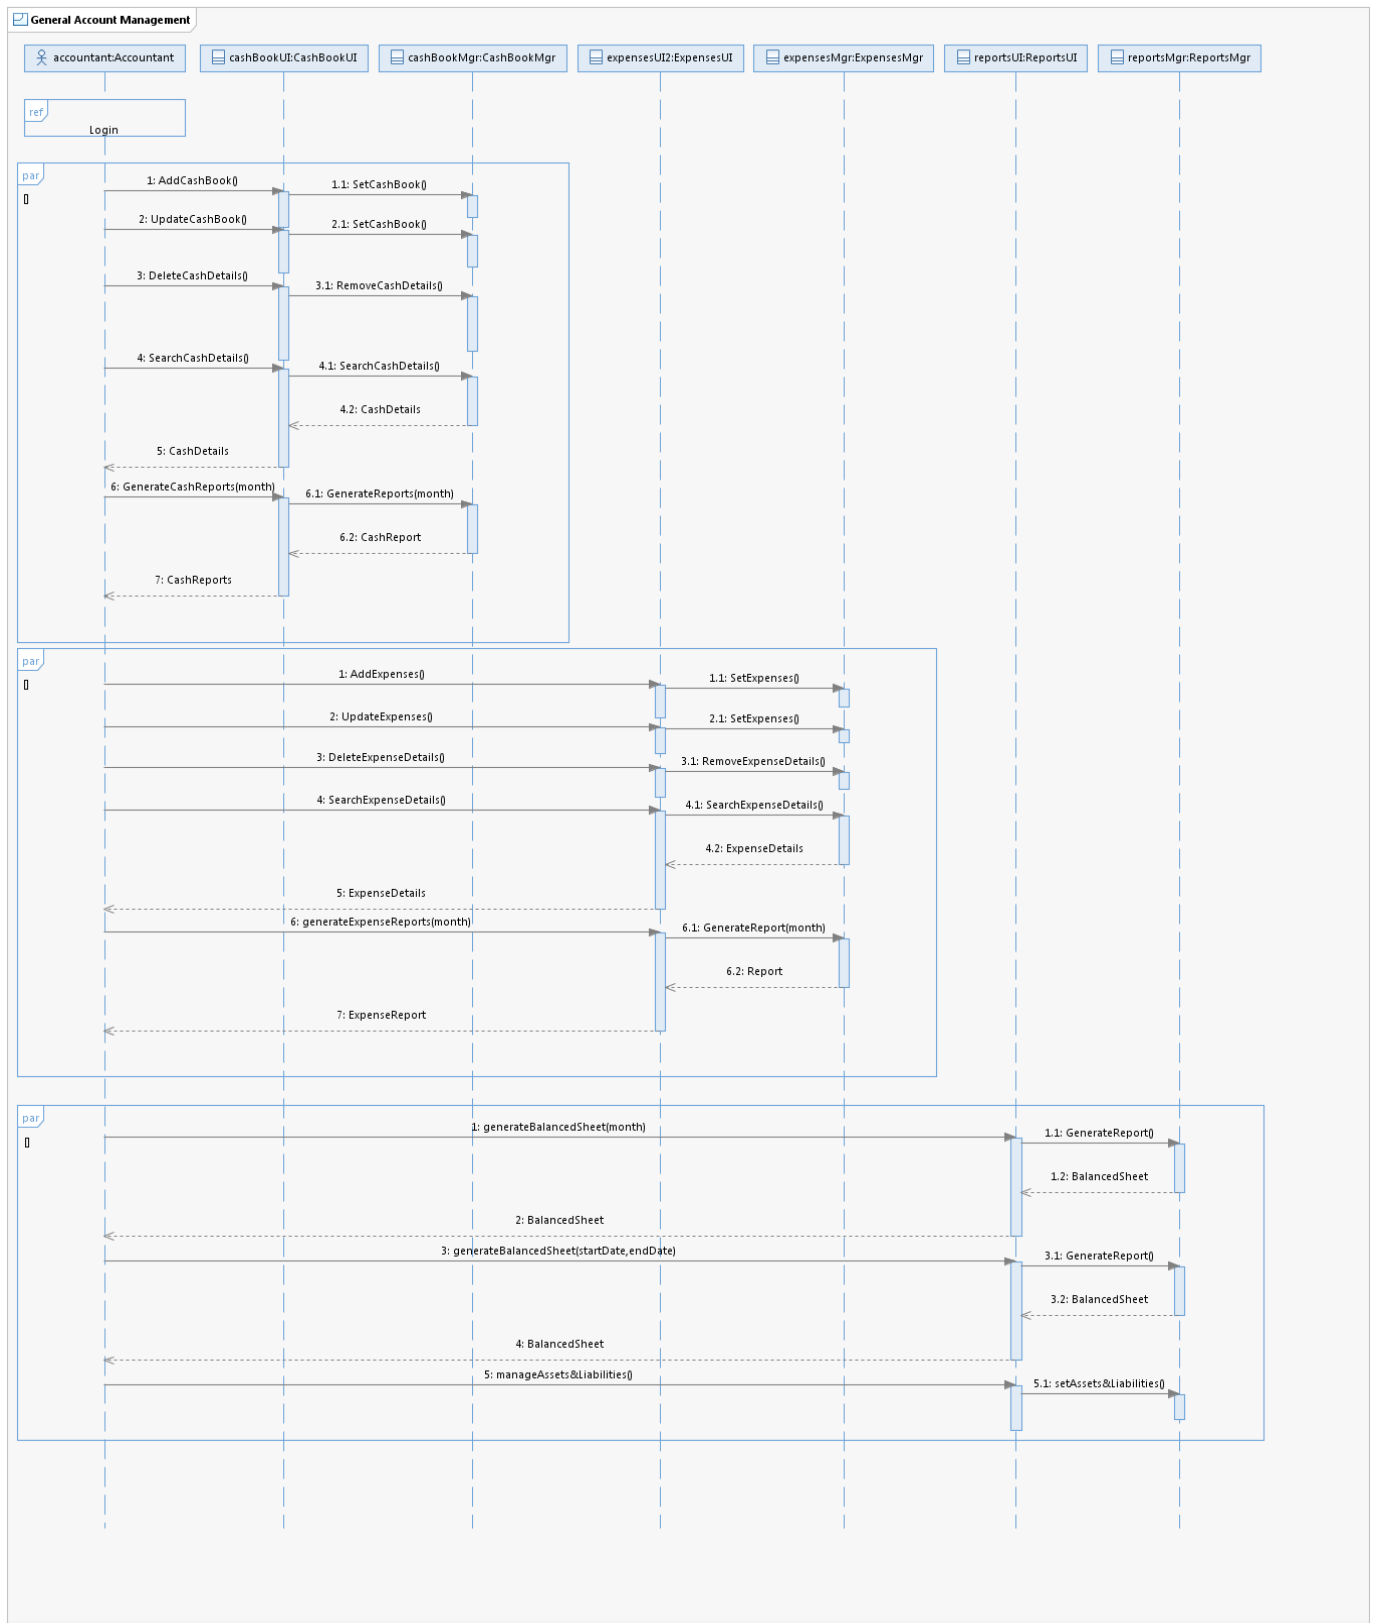 General Account Management
accountant:Accountant
cashBookUI:CashBookUI
cashBookMgr:CashBookMgr
expensesUI2:ExpensesUI
expensesMgr:ExpensesMgr
reportsUI:ReportsUI
reportsMgr:ReportsMgr
ref
Login
par
[]
1: AddCashBook()
1.1: SetCashBook()
2: UpdateCashBook()
2.1: SetCashBook()
3: DeleteCashDetails()
3.1: RemoveCashDetails()
4: SearchCashDetails()
4.1: SearchCashDetails()
4.2: CashDetails
5: CashDetails
6: GenerateCashReports(month)
6.1: GenerateReports(month)
6.2: CashReport
7: CashReports
par
[]
1: AddExpenses()
1.1: SetExpenses()
2: UpdateExpenses()
2.1: SetExpenses()
3: DeleteExpenseDetails()
3.1: RemoveExpenseDetails()
4: SearchExpenseDetails()
4.1: SearchExpenseDetails()
4.2: ExpenseDetails
5: ExpenseDetails
6: generateExpenseReports(month)
6.1: GenerateReport(month)
6.2: Report
7: ExpenseReport
par
[]
1: generateBalancedSheet(month)
1.1: GenerateReport()
1.2: BalancedSheet
2: BalancedSheet
3: generateBalancedSheet(startDate,endDate)
3.1: GenerateReport()
3.2: BalancedSheet
4: BalancedSheet
5: manageAssets&Liabilities()
5.1: setAssets&Liabilities()